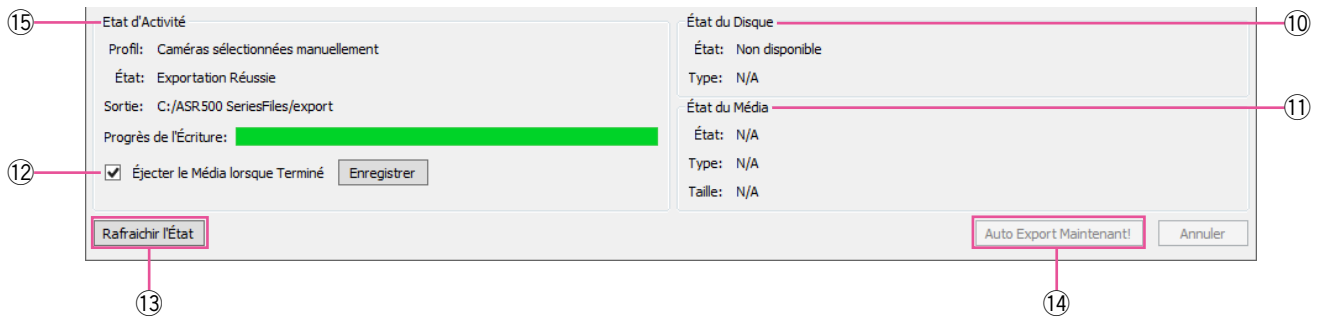 ⑮ Etat d'Activité
Profil: Caméras sélectionnées manuellement
État: Exportation Réussie
Sortie: C:/ASR500 SeriesFiles/export
Progrès de l'Écriture:
⑫ Éjecter le Média lorsque Terminé Enregistrer
État du Disque ⑩
État: Non disponible
Type: N/A
État du Média ⑪
État: N/A
Type: N/A
Taille: N/A
Rafraichir l'État Auto Export Maintenant! Annuler
⑬ ⑭